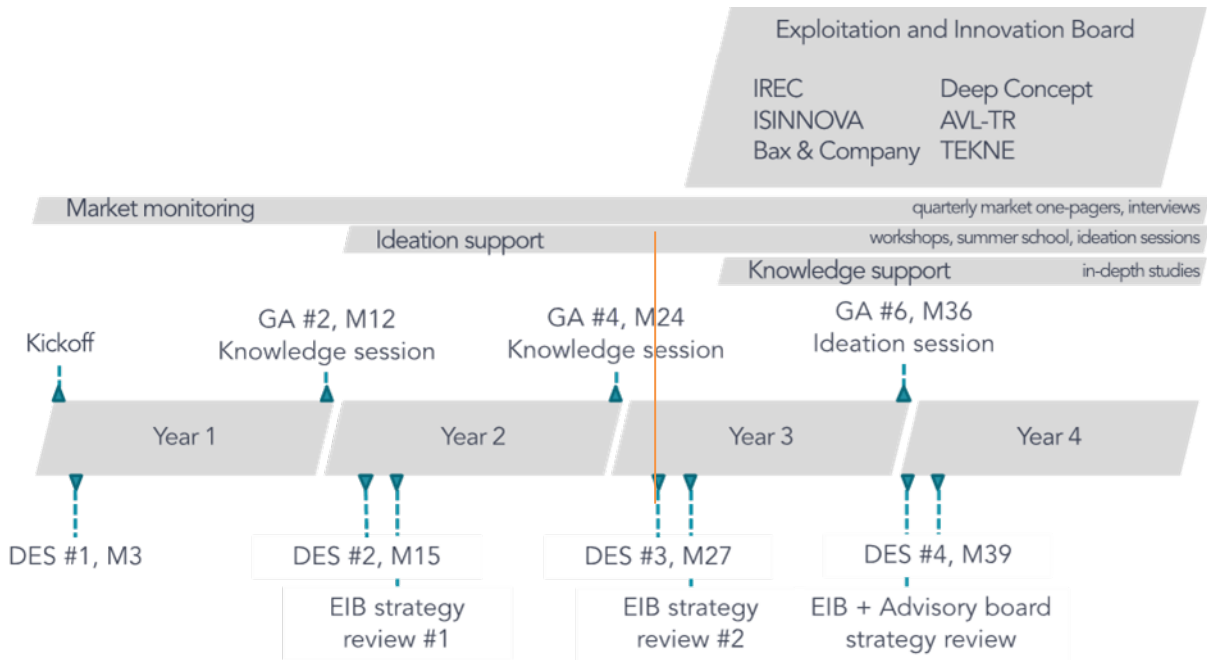 Exploitation and Innovation Board
IREC Deep Concept
ISINNOVA AVL-TR
Bax & Company TEKNE
Market monitoring quarterly market one-pagers, interviews
Ideation support workshops, summer school, ideation sessions
Knowledge support in-depth studies
Kickoff
GA #2, M12
Knowledge session
GA #4, M24
Knowledge session
GA #6, M36
Ideation session
Year 1 Year 2 Year 3 Year 4
DES #1, M3 DES #2, M15 DES #3, M27 DES #4, M39
EIB strategy
review #1
EIB strategy
review #2
EIB + Advisory board
strategy review